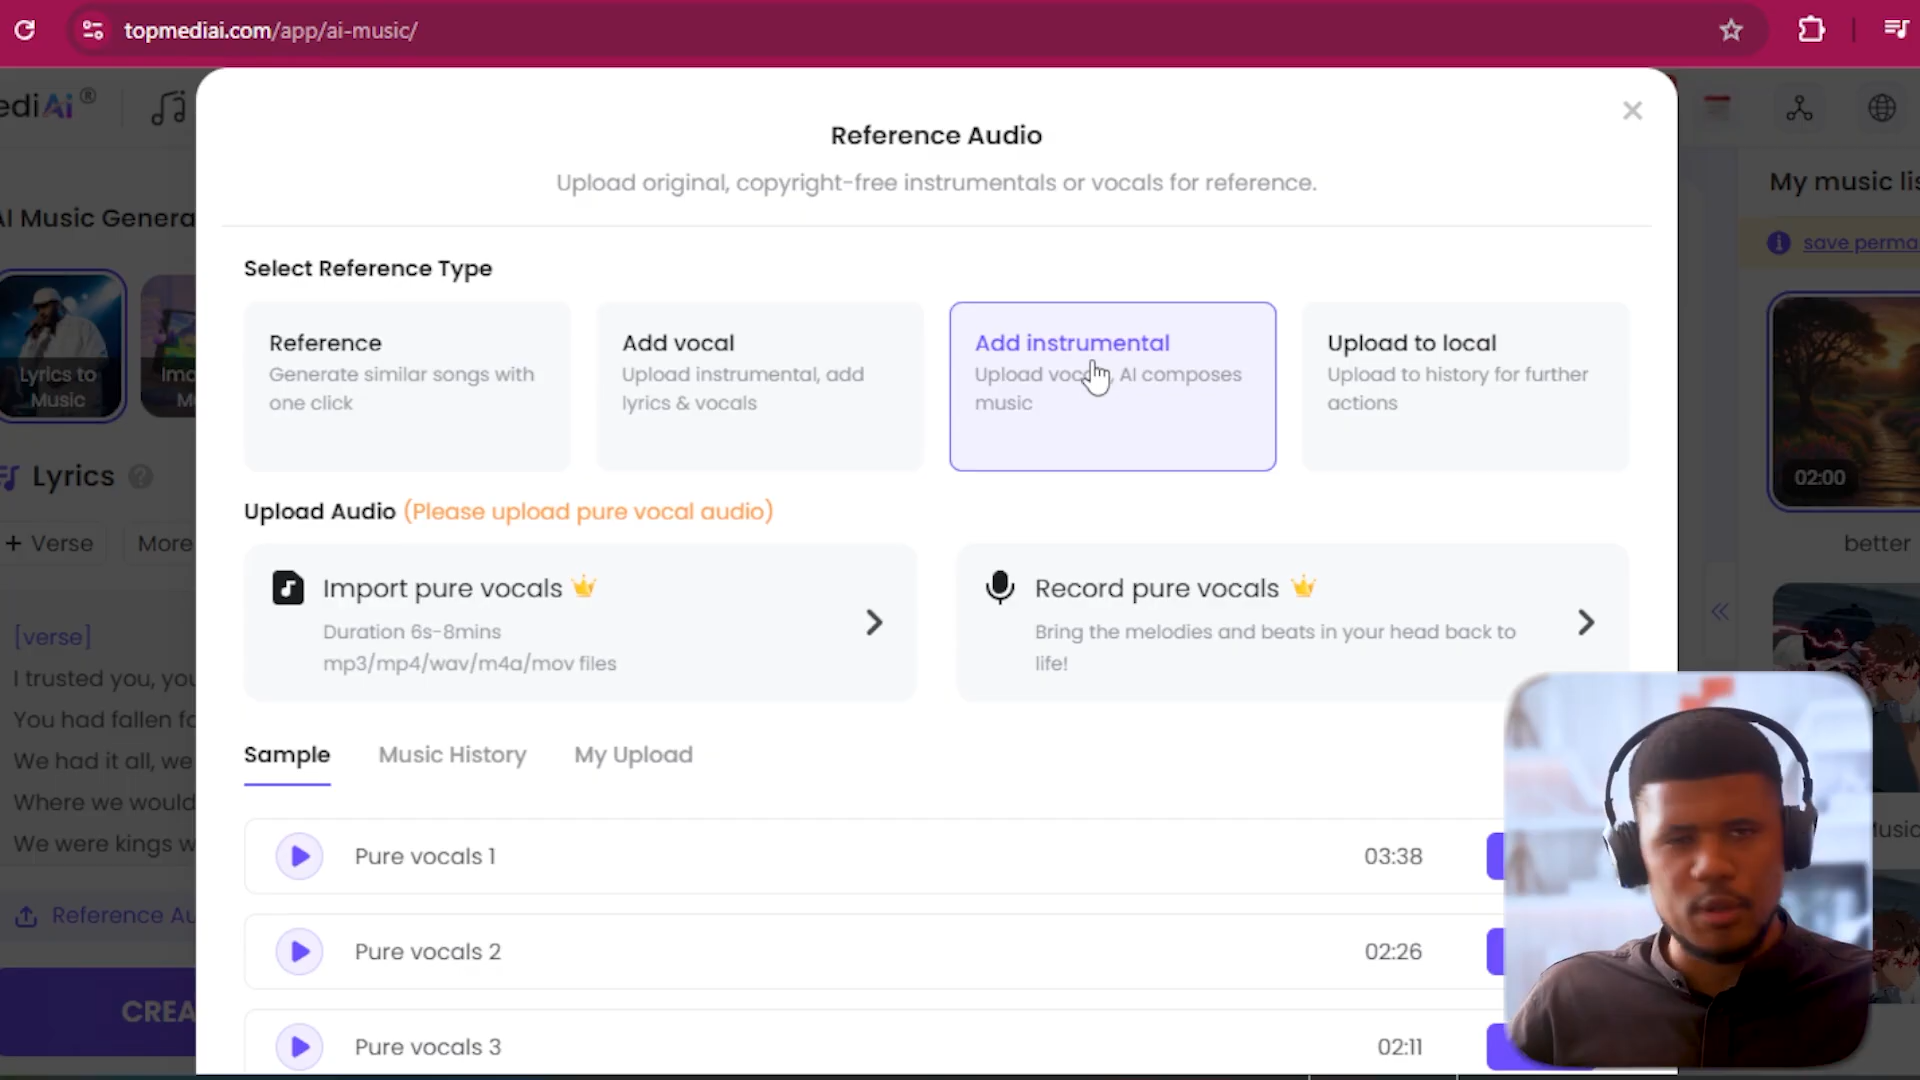 topmediai.com/app/ai-music/
ediAi®
Reference Audio
Upload original, copyright-free instrumentals or vocals for reference.
AI Music Genera
My music lis
save perma
Select Reference Type
Reference
Generate similar songs with
one click
Add vocal
Upload instrumental, add
lyrics & vocals
Add instrumental
Upload voc , AI composes
music
Upload to local
Upload to history for further
actions
Lyrics to
Music
Ima
M
02:00
Lyrics
Upload Audio (Please upload pure vocal audio)
+ Verse
More
better
Import pure vocals
Duration 6s-8mins
mp3/mp4/wav/m4a/mov files
Record pure vocals
Bring the melodies and beats in your head back to
life!
[verse]
I trusted you, you
You had fallen fo
We had it all, we
Where we would
We were kings w
Sample
Music History
My Upload
Pure vocals 1
03:38
usic
Pure vocals 2
02:26
Reference Au
CREA
Pure vocals 3
02:11